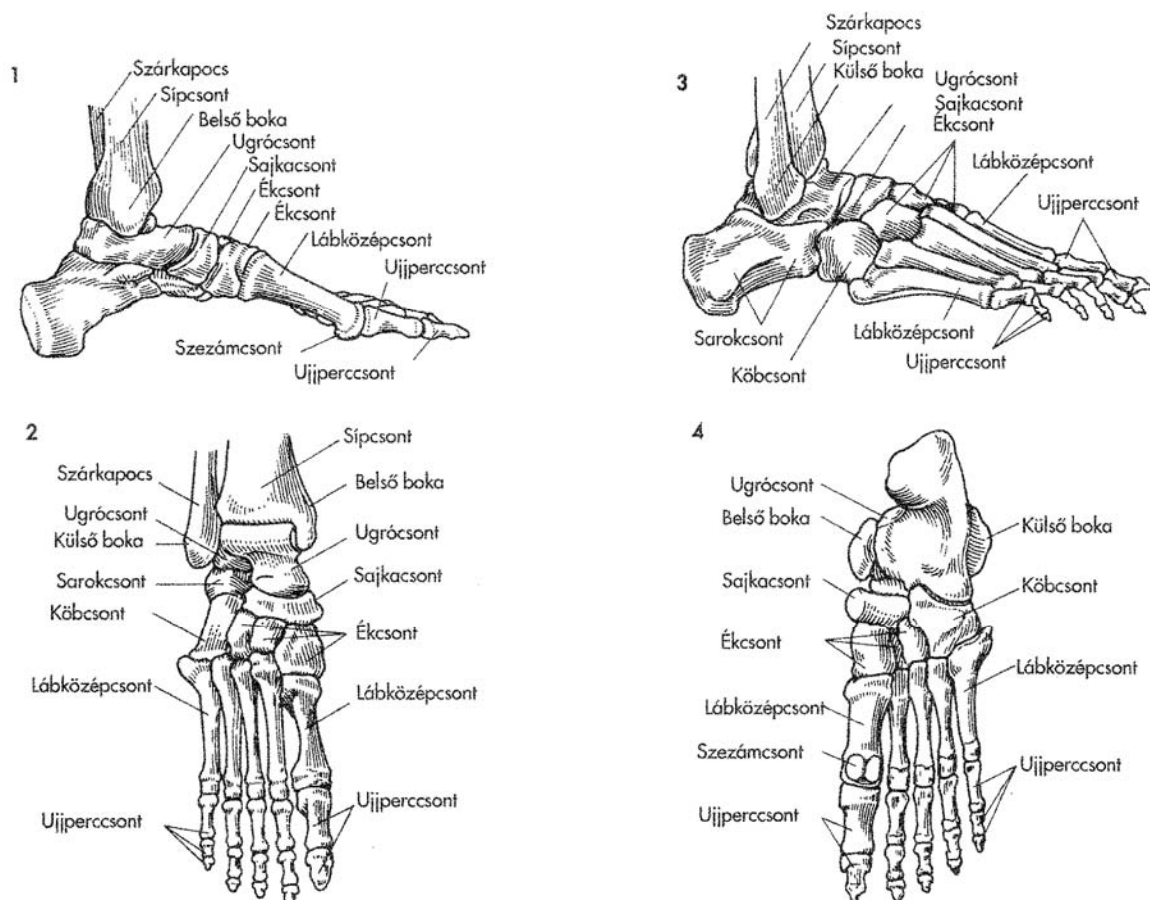 1
Szárkapocs
Sípcsont
Belső boka
Ugrócsont
Sajkacsont
Ékcsont
Ékcsont
Lábközépcsont
Ujjperccsont
Szezámcsont
Ujjperccsont
3
Szárkapocs
Sípcsont
Külső boka
Ugrócsont
Sajkacsont
Ékcsont
Lábközépcsont
Ujjperccsont
Sarokcsont
Lábközépcsont
Ujjperccsont
Köbcsont
2
Sípcsont
Szárkapocs
Belső boka
Ugrócsont
Külső boka
Ugrócsont
Sarokcsont
Sajkacsont
Köbcsont
Ékcsont
Lábközépcsont
Lábközépcsont
Ujjperccsont
Ujjperccsont
4
Ugrócsont
Belső boka
Külső boka
Sajkacsont
Köbcsont
Ékcsont
Lábközépcsont
Lábközépcsont
Szezámcsont
Ujjperccsont
Ujjperccsont